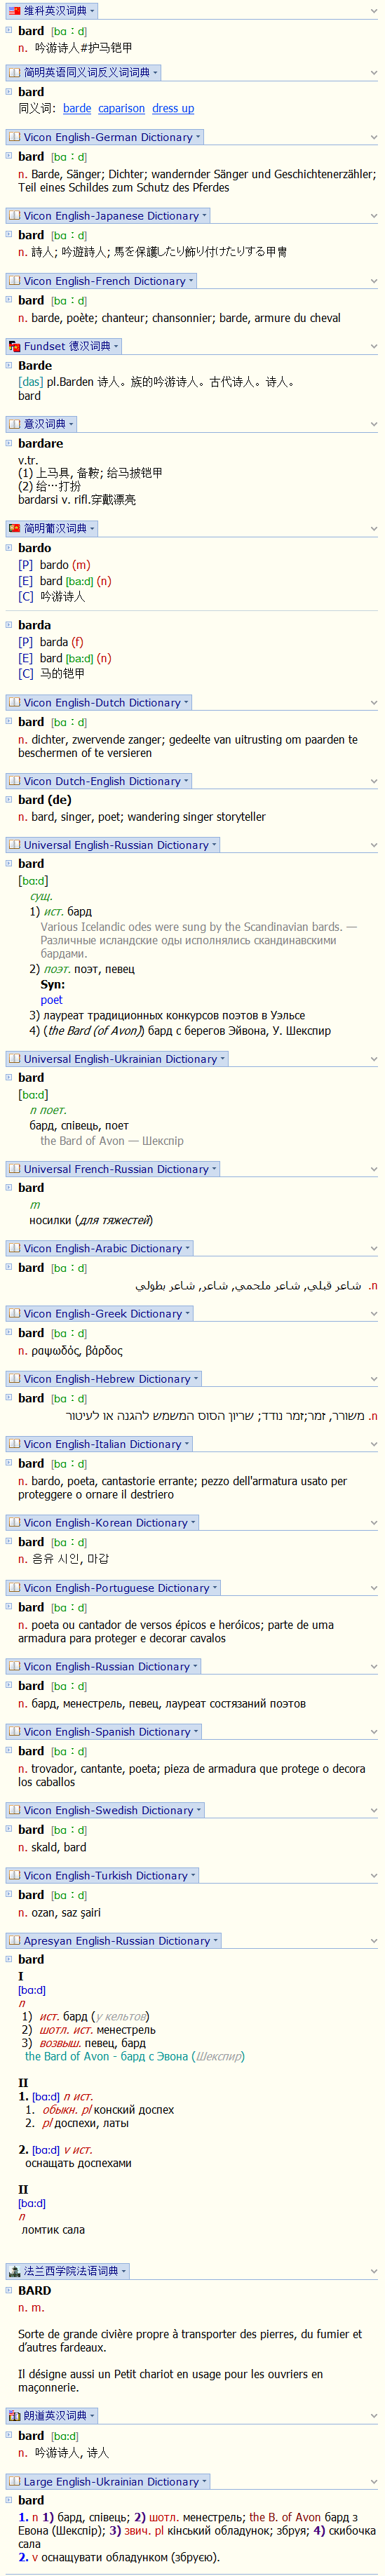 维科英汉词典
bard [bɑːd]
n. 吟游诗人#护马铠甲
简明英语同义词反义词词典
bard
同义词: barde caparison dress up
Vicon English-German Dictionary
bard [bɑːd]
n. Barde, Sänger; Dichter; wandernder Sänger und Geschichtenerzähler;
Teil eines Schildes zum Schutz des Pferdes
Vicon English-Japanese Dictionary
bard [bɑːd]
n. 詩人; 吟遊詩人; 馬を保護したり飾り付けたりする甲冑
Vicon English-French Dictionary
bard [bɑːd]
n. barde, poète; chanteur; chansonnier; barde, armure du cheval
Fundset 德汉词典
Barde
[das] pl.Barden 诗人。族的吟游诗人。古代诗人。诗人。
bard
意汉词典
bardare
v.tr.
(1) 上马具, 备鞍; 给马披铠甲
(2) 给…打扮
bardarsi v. rifl.穿戴漂亮
简明葡汉词典
bardo
[P] bardo (m)
[E] bard [ba:d] (n)
[C] 吟游诗人
barda
[P] barda (f)
[E] bard [ba:d] (n)
[C] 马的铠甲
Vicon English-Dutch Dictionary
bard [bɑːd]
n. dichter, zwervende zanger; gedeelte van uitrusting om paarden te
beschermen of te versieren
Vicon Dutch-English Dictionary
bard (de)
n. bard, singer, poet; wandering singer storyteller
Universal English-Russian Dictionary
bard
[bɑ:d]
сущ.
1) ист. бард
Various Icelandic odes were sung by the Scandinavian bards. —
Различные исландские оды исполнялись скандинавскими
бардами.
2) поэт. поэт, певец
Syn:
poet
3) лауреат традиционных конкурсов поэтов в Уэльсе
4) (the Bard (of Avon)) бард с берегов Эйвона, У. Шекспир
Universal English-Ukrainian Dictionary
bard
[bɑ:d]
n поет.
бард, співець, поет
the Bard of Avon — Шекспір
Universal French-Russian Dictionary
bard
m
носилки (для тяжестей)
Vicon English-Arabic Dictionary
bard [bɑːd]
n. شاعر قبلي, شاعر ملحمي, شاعر, شاعر بطولي
Vicon English-Greek Dictionary
bard [bɑːd]
n. ραψωδός, βάρδος
Vicon English-Hebrew Dictionary
bard [bɑːd]
n. משורר, זמר;זמר נודד; שריון הסוס המשמש להגנה או לעיטור
Vicon English-Italian Dictionary
bard [bɑːd]
n. bardo, poeta, cantastorie errante; pezzo dell'armatura usato per
proteggere o ornare il destriero
Vicon English-Korean Dictionary
bard [bɑːd]
n. 음유 시인, 마갑
Vicon English-Portuguese Dictionary
bard [bɑːd]
n. poeta ou cantador de versos épicos e heróicos; parte de uma
armadura para proteger e decorar cavalos
Vicon English-Russian Dictionary
bard [bɑːd]
n. бард, менестрель, певец, лауреат состязаний поэтов
Vicon English-Spanish Dictionary
bard [bɑːd]
n. trovador, cantante, poeta; pieza de armadura que protege o decora
los caballos
Vicon English-Swedish Dictionary
bard [bɑːd]
n. skald, bard
Vicon English-Turkish Dictionary
bard [bɑːd]
n. ozan, saz şairi
Apresyan English-Russian Dictionary
bard
I
[bɑ:d]
n
1) ист. бард (у кельтов)
2) шотл. ист. менестрель
3) возвыш. певец, бард
the Bard of Avon - бард с Эвона (Шекспир)
II
1. [bɑ:d] n ист.
1. обыкн. pl конский доспех
2. pl доспехи, латы
2. [bɑ:d] v ист.
оснащать доспехами
II
[bɑ:d]
n
ломтик сала
法兰西学院法语词典
BARD
n. m.
Sorte de grande civière propre à transporter des pierres, du fumier et
d’autres fardeaux.
Il désigne aussi un Petit chariot en usage pour les ouvriers en
maçonnerie.
朗道英汉词典
bard [bɑ:d]
n. 吟游诗人, 诗人
Large English-Ukrainian Dictionary
bard
1. n 1) бард, співець; 2) шотл. менестрель; the B. of Avon бард з
Евона (Шекспір); 3) звич. pl кінський обладунок; збруя; 4) скибочка
сала
2. v оснащувати обладунком (збруєю).